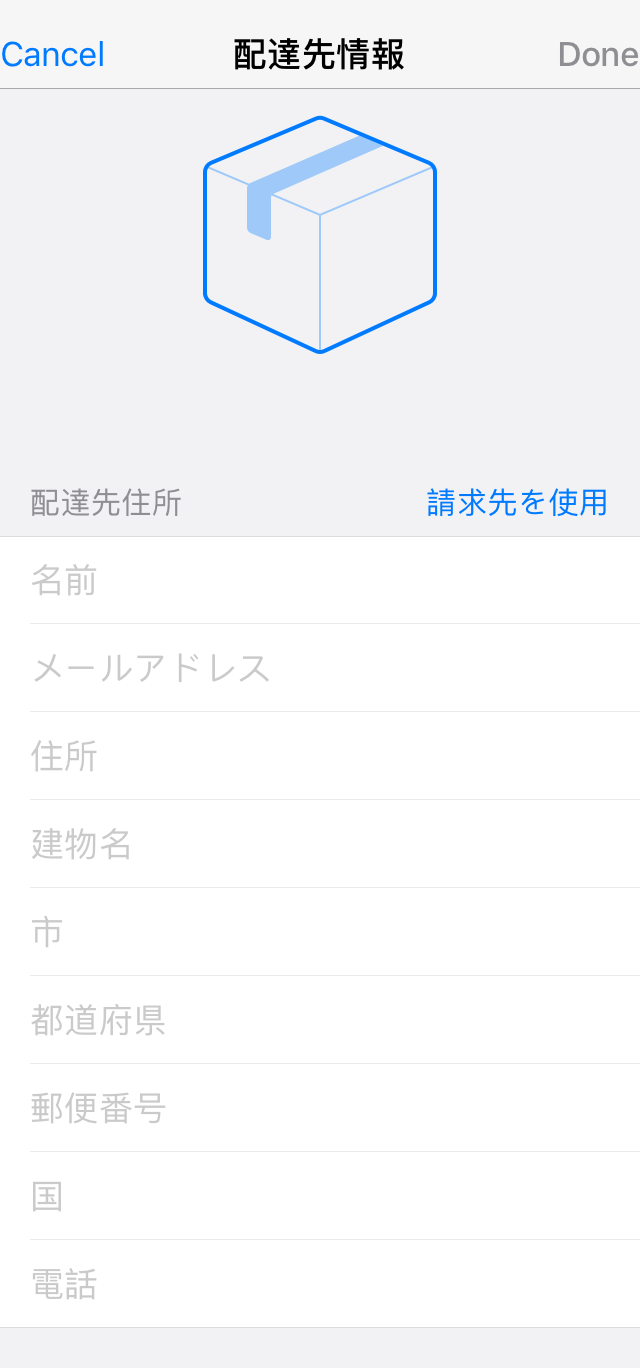 Cancel 配達先情報 Done
配達先住所 請求先を使用
名前
メールアドレス
住所
建物名
市
都道府県
郵便番号
国
電話